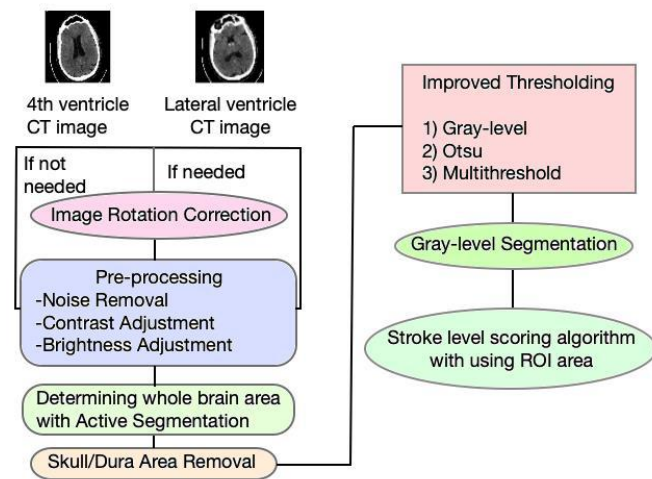 4th ventricle
CT image
Lateral ventricle
CT image
If not
needed
If needed
Image Rotation Correction
Pre-processing
-Noise Removal
-Contrast Adjustment
-Brightness Adjustment
Determining whole brain area
with Active Segmentation
Skull/Dura Area Removal
Improved Thresholding
1) Gray-level
2) Otsu
3) Multithreshold
Gray-level Segmentation
Stroke level scoring algorithm
with using ROI area